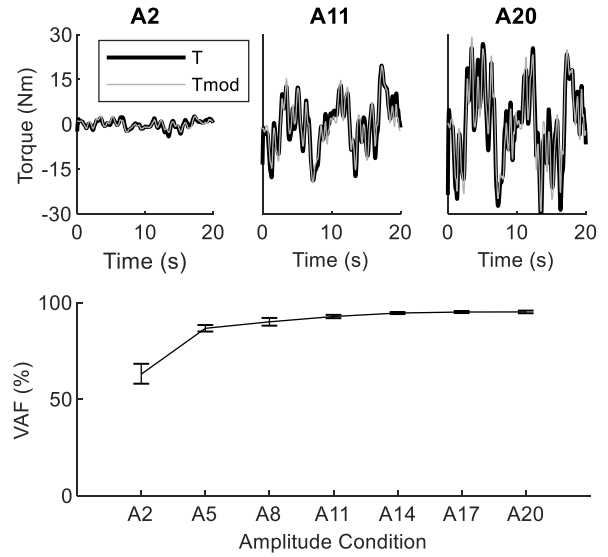 A2 A11 A20
T
Tmod
Torque (Nm)
30
15
0
-15
-30
0 10 20
0 10 20
0 10 20
Time (s) Time (s) Time (s)
VAF (%)
100
50
0
A2 A5 A8 A11 A14 A17 A20
Amplitude Condition